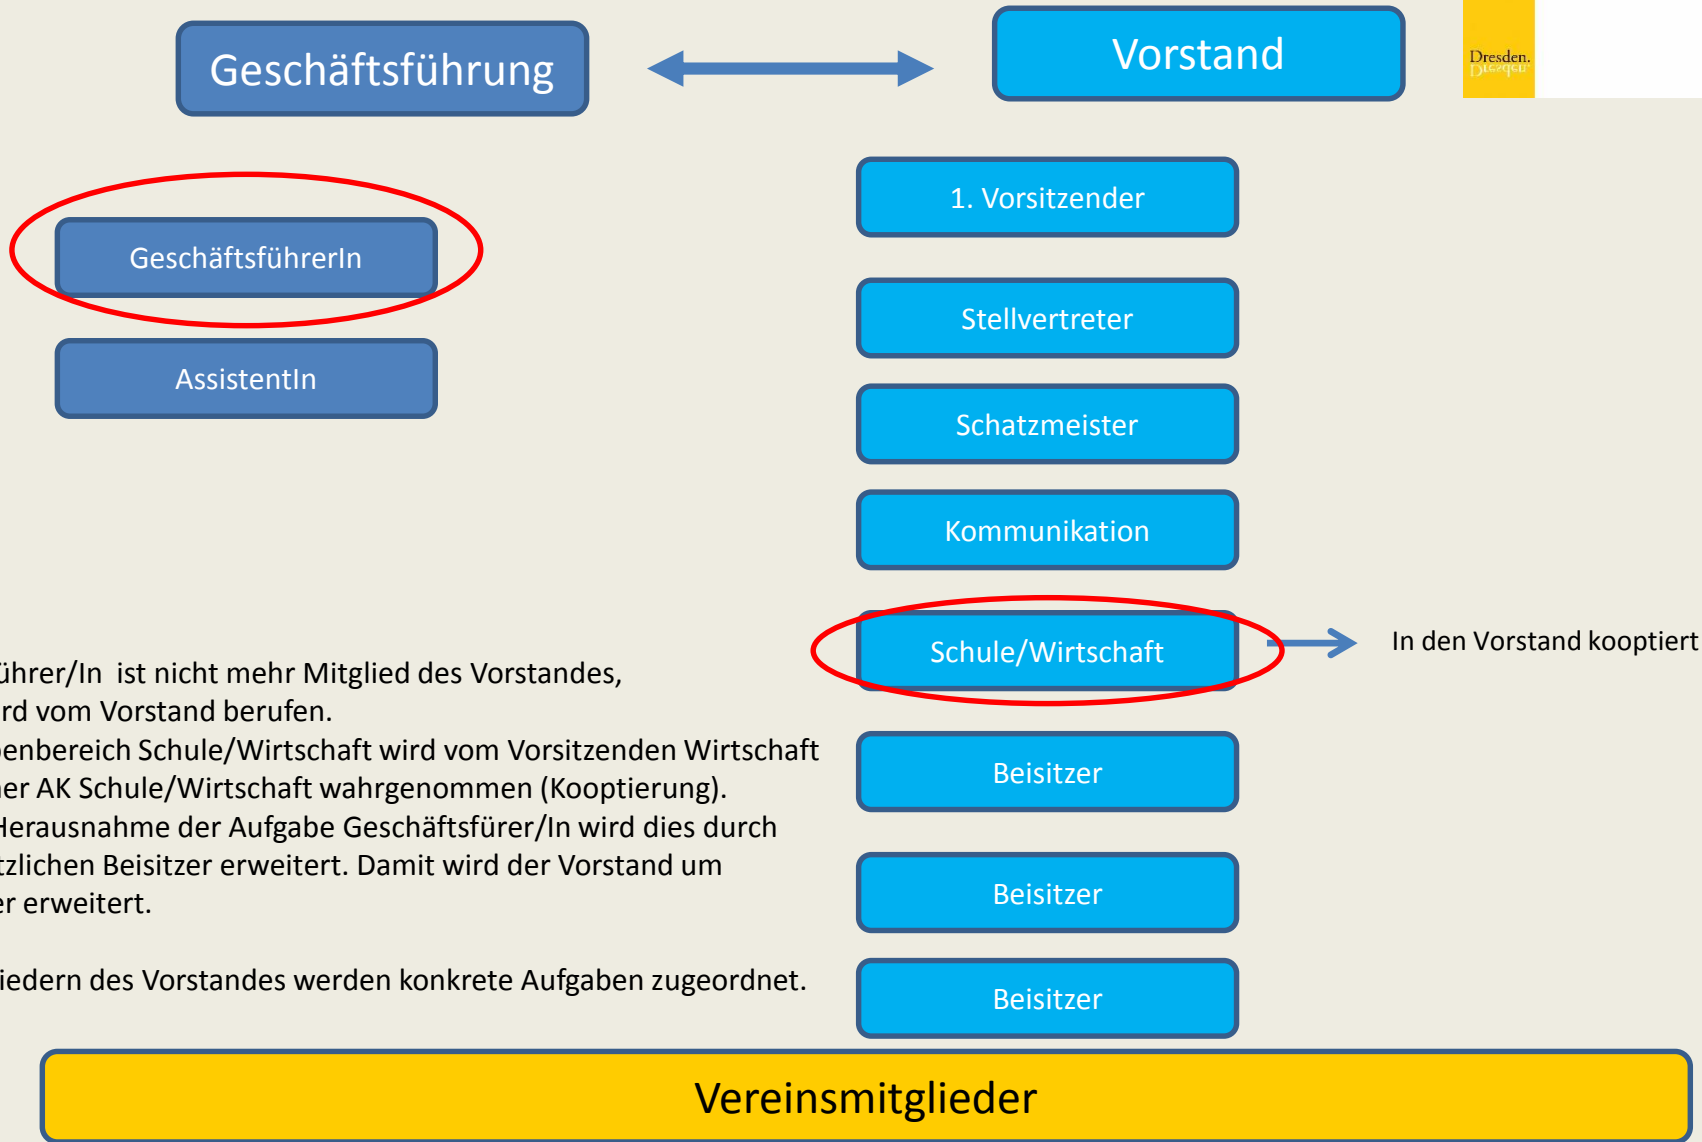 Geschäftsführung
Vorstand
Dresden.
Dresden.
1. Vorsitzender
GeschäftsführerIn
Stellvertreter
AssistentIn
Schatzmeister
Kommunikation
Schule/Wirtschaft
In den Vorstand kooptiert
ührer/In ist nicht mehr Mitglied des Vorstandes,
rd vom Vorstand berufen.
enbereich Schule/Wirtschaft wird vom Vorsitzenden Wirtschaft
er AK Schule/Wirtschaft wahrgenommen (Kooptierung).
Herausnahme der Aufgabe Geschäftsfürer/In wird dies durch
tzlichen Beisitzer erweitert. Damit wird der Vorstand um
er erweitert.
iedern des Vorstandes werden konkrete Aufgaben zugeordnet.
Beisitzer
Beisitzer
Beisitzer
Vereinsmitglieder